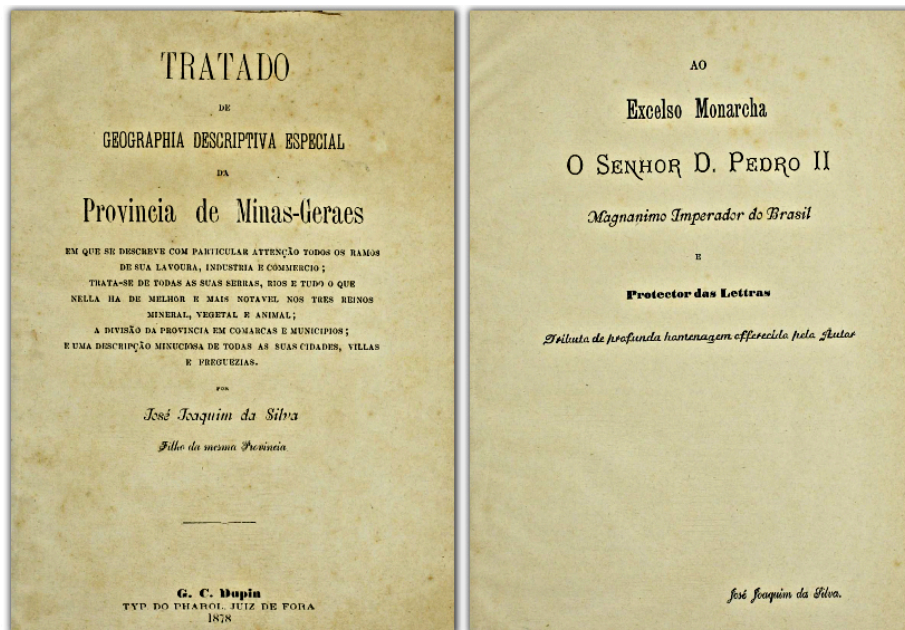 TRATADO
DE
GEOGRAPHIA DESCRIPTIVA ESPECIAL
DA
Provincia de Minas-Geraes
EM QUE SE DESCREVE COM PARTICULAR ATTENÇÃO TODOS OS RAMOS
DE SUA LAVOURA, INDUSTRIA E COMMERCIO ;
TRATA-SE DE TODAS AS SUAS SERRAS, RIOS E TUDO O QUE
NELLA HA DE MELHOR E MAIS NOTAVEL NOS TRES REINOS
MINERAL, VEGETAL E ANIMAL ;
A DIVISÃO DA PROVINCIA EM COMARCAS E MUNICIPIOS ;
E UMA DESCRIPÇÃO MINUCIOSA DE TODAS AS SUAS CIDADES, VILLAS
E FREGUEZIAS.
POR
José Joaquim da Silva
Filho da mesma Provincia
G. C. Dupin
TYP. DO PHAROL, JUIZ DE FORA
1878
AO
Excelso Monarcha
O SENHOR D. PEDRO II
Magnanimo Imperador do Brasil
E
Protector das Lettras
Tributo de profunda homenagem offerecido pelo Autor
José Joaquim da Silva.